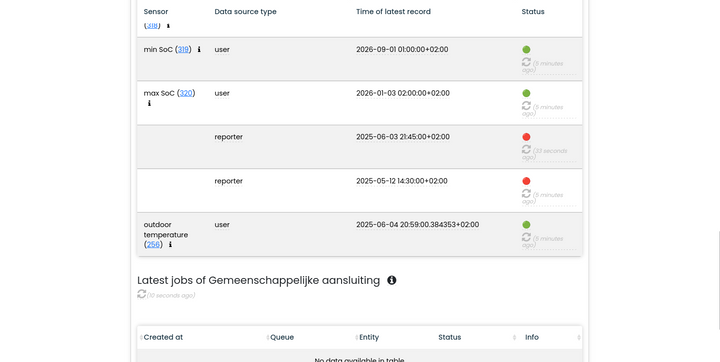 Sensor Data source type Time of latest record Status
(318) i
min SoC (319) i user 2026-09-01 01:00:00+02:00
(5 minutes
ago)
max SoC (320) user 2026-01-03 02:00:00+02:00
i
(5 minutes
ago)
reporter 2025-06-03 21:45:00+02:00
(33 seconds
ago)
reporter 2025-05-12 14:30:00+02:00
(5 minutes
ago)
outdoor user 2025-06-04 20:59:00.384353+02:00
temperature
(256) i
(5 minutes
ago)
Latest jobs of Gemeenschappelijke aansluiting i
(10 seconds ago)
Created at Queue Entity Status Info
No data available in table